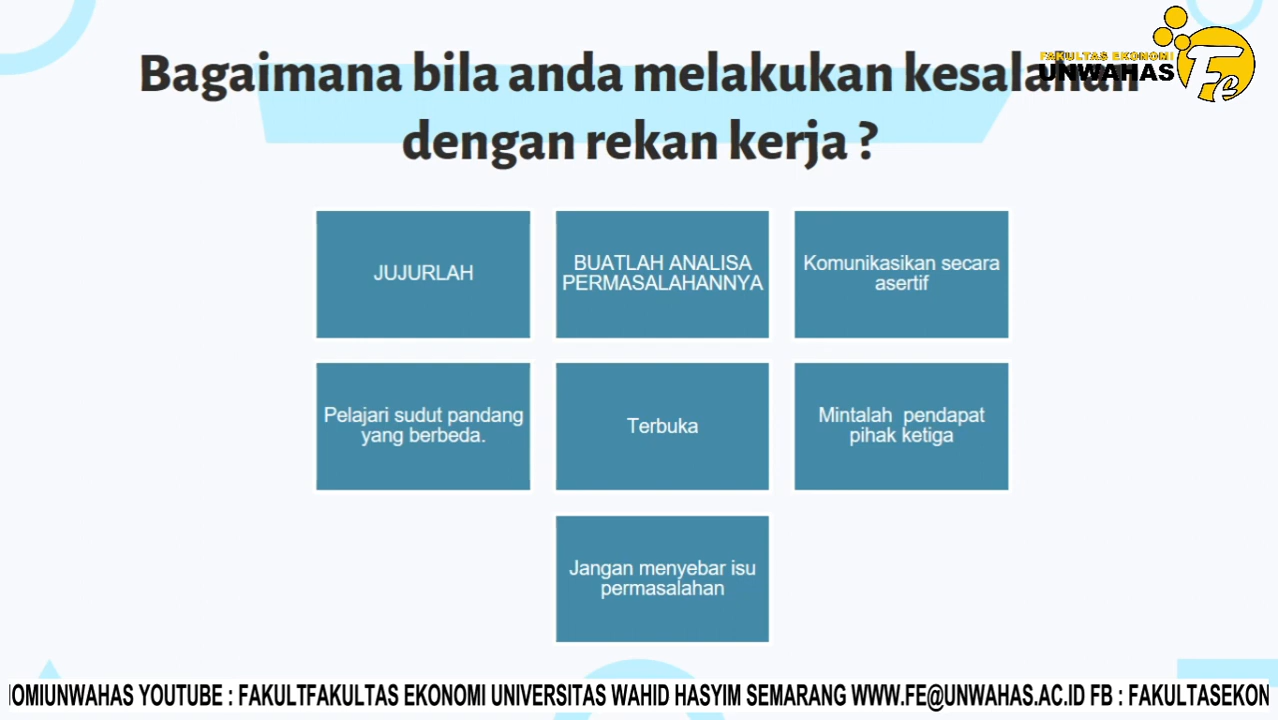 Bagaimana bila anda melakukan kesalahan
dengan rekan kerja ?
FAKULTAS EKONOMI
UNWAHAS
Fe
JUJURLAH
BUATLAH ANALISA
PERMASALAHANNYA
Komunikasikan secara
asertif
Pelajari sudut pandang
yang berbeda.
Terbuka
Mintalah pendapat
pihak ketiga
Jangan menyebar isu
permasalahan
OMIUNWAHAS YOUTUBE : FAKULTFAKULTAS EKONOMI UNIVERSITAS WAHID HASYIM SEMARANG WWW.FE@UNWAHAS.AC.ID FB : FAKULTASEKON